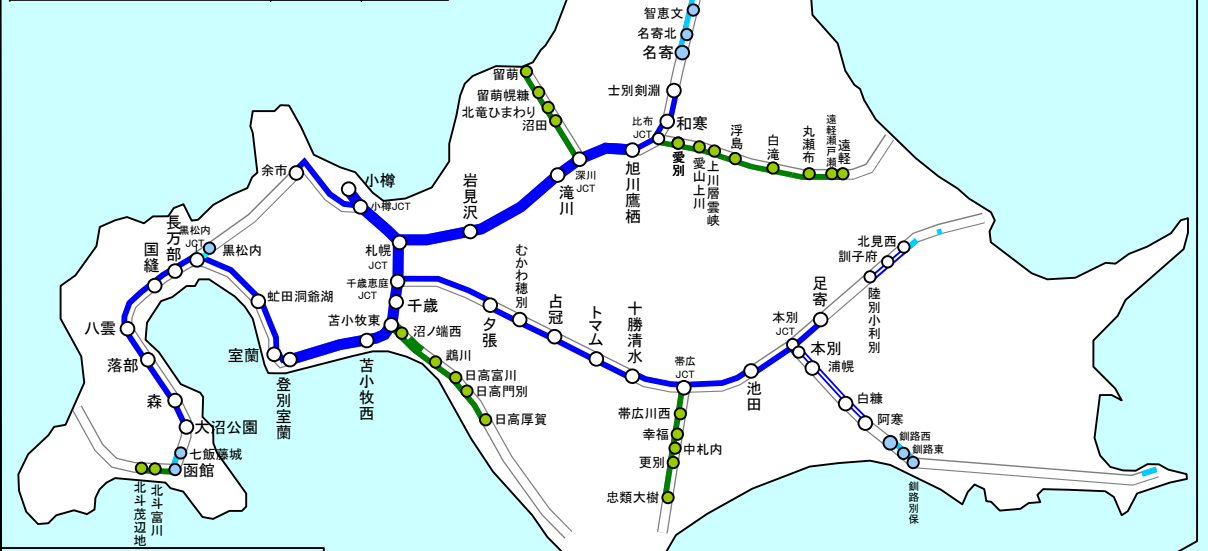 智恵文
名寄北
名寄
士別剣淵
比布
JCT
和寒
留萌
留萌幌糠
北竜ひまわり
沼田
深川
JCT
滝川
旭川鷹栖
愛別
愛山上川
上川層雲峡
浮島
白滝
丸瀬布
遠軽瀬戸瀬
遠軽
余市
小樽
小樽JCT
岩見沢
札幌
JCT
千歳恵庭
JCT
千歳
苫小牧東
沼ノ端西
鵡川
日高富川
日高門別
日高厚賀
苫小牧西
登別室蘭
室蘭
虻田洞爺湖
黒松内
黒松内
JCT
長万部
国縫
八雲
落部
森
大沼公園
七飯藤城
函館
北斗富川
北斗茂辺地
夕張
むかわ穂別
占冠
トマム
十勝清水
帯広
JCT
帯広川西
幸福
中札内
更別
忠類大樹
池田
本別
JCT
足寄
本別
浦幌
白糠
阿寒
釧路西
釧路東
釧路別保
陸別小利別
訓子府
北見西